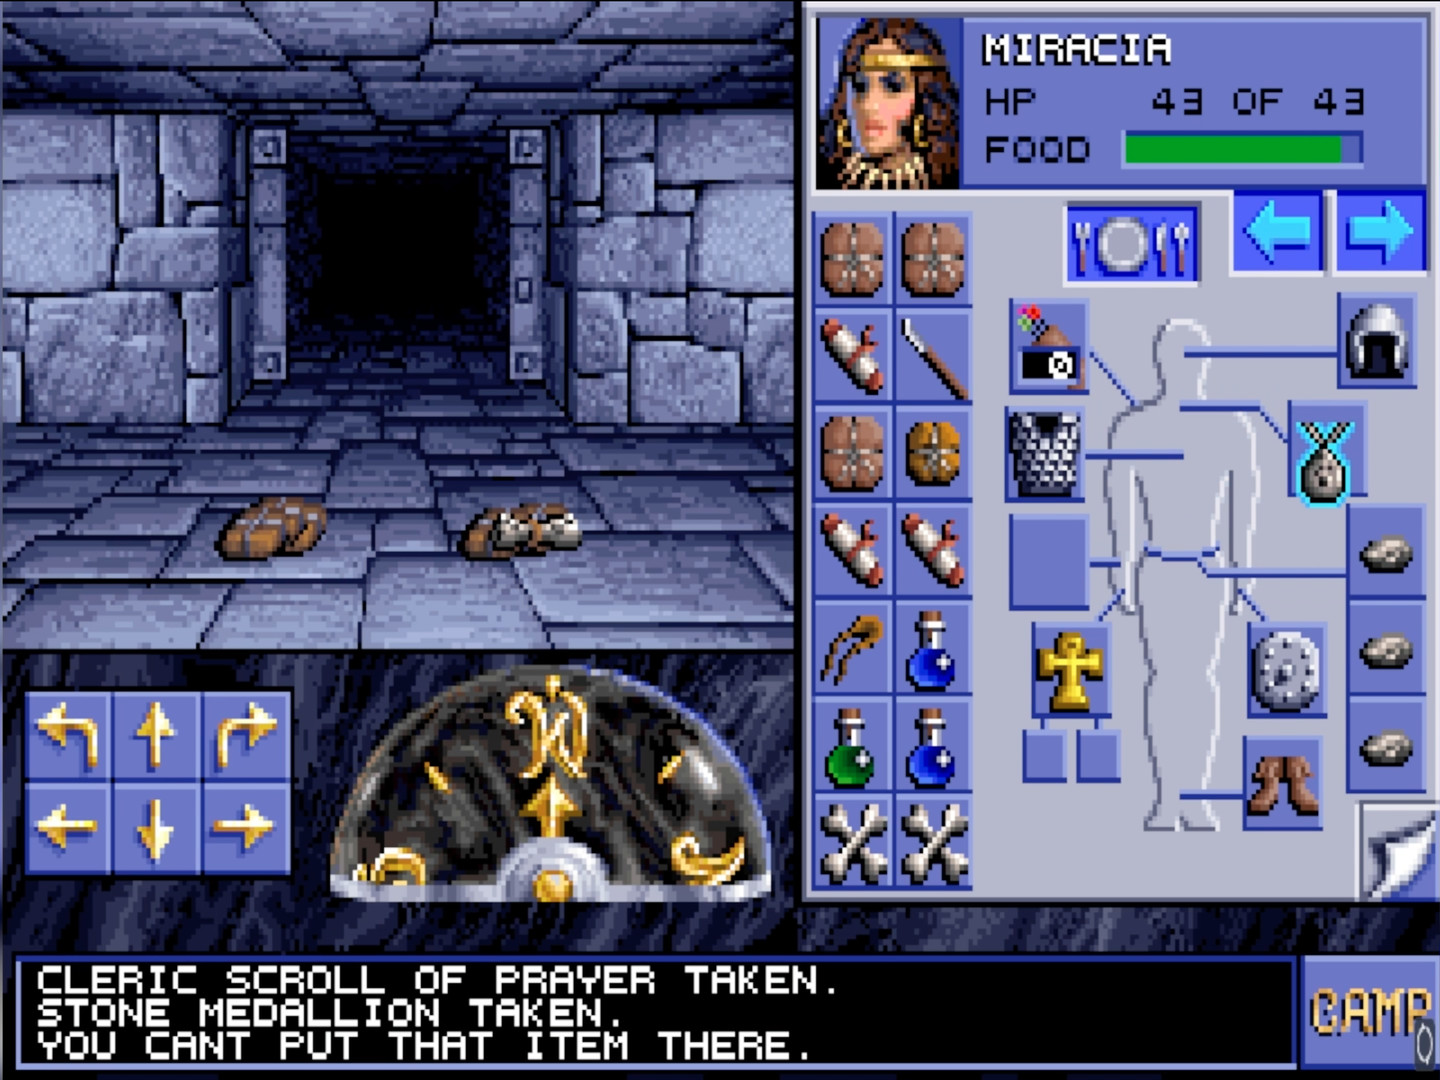 MIRACIA
HP 43 OF 43
FOOD
0
W
CLERIC SCROLL OF PRAYER TAKEN.
STONE MEDALLION TAKEN.
YOU CANT PUT THAT ITEM THERE.
CAMP